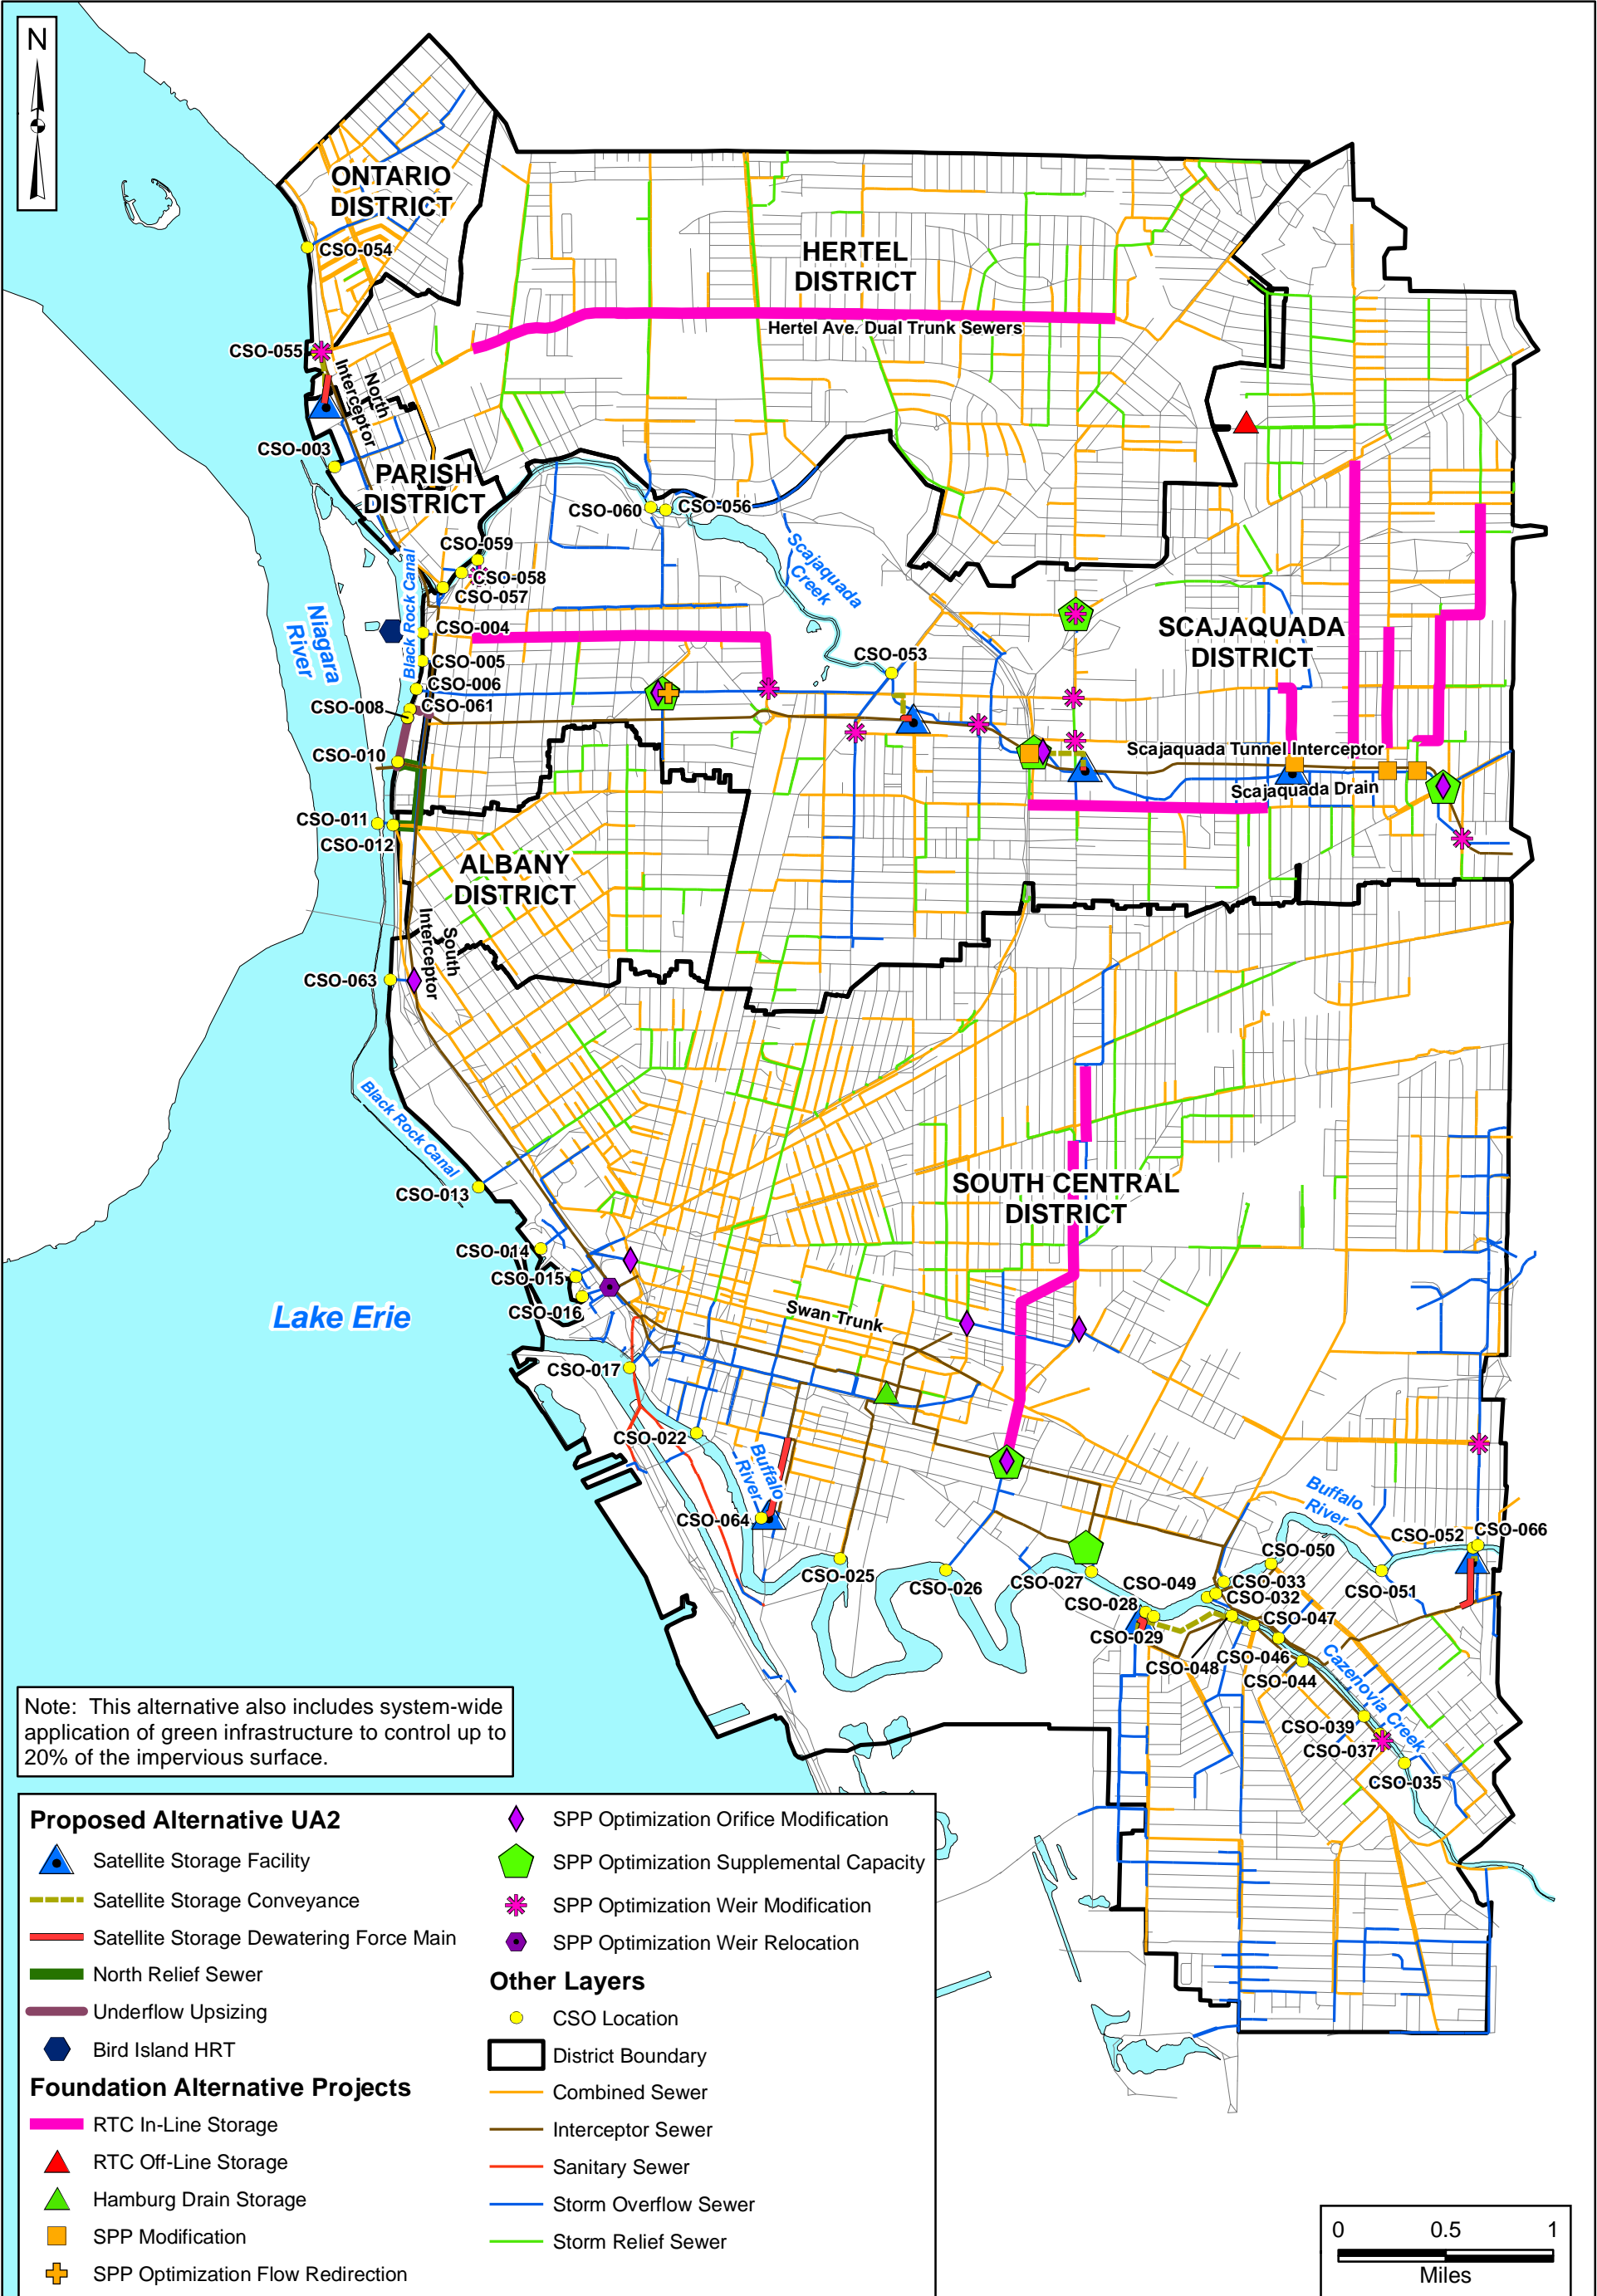 N
ONTARIO
DISTRICT
CSO-054
HERTEL
DISTRICT
Hertel Ave. Dual Trunk Sewers
CSO-055
North
Interceptor
CSO-003
PARISH
DISTRICT
CSO-060
CSO-056
CSO-059
CSO-058
CSO-057
Scajaquada
Creek
Black Rock Canal
Niagara
River
CSO-004
CSO-005
CSO-006
CSO-061
CSO-008
CSO-053
SCAJAQUADA
DISTRICT
CSO-010
Scajaquada Tunnel Interceptor
Scajaquada Drain
CSO-011
CSO-012
ALBANY
DISTRICT
South
Interceptor
CSO-063
Black Rock Canal
CSO-013
SOUTH CENTRAL
DISTRICT
CSO-014
CSO-015
CSO-016
Lake Erie
Swan Trunk
CSO-017
CSO-022
Buffalo
River
CSO-064
Buffalo
River
CSO-052
CSO-066
CSO-025
CSO-026
CSO-027
CSO-050
CSO-051
CSO-049
CSO-033
CSO-032
CSO-028
CSO-047
CSO-029
CSO-048
CSO-046
CSO-044
Cazenovia Creek
CSO-039
CSO-037
CSO-035
Note: This alternative also includes system-wide
application of green infrastructure to control up to
20% of the impervious surface.
Proposed Alternative UA2
Satellite Storage Facility
Satellite Storage Conveyance
Satellite Storage Dewatering Force Main
North Relief Sewer
Underflow Upsizing
Bird Island HRT
Foundation Alternative Projects
RTC In-Line Storage
RTC Off-Line Storage
Hamburg Drain Storage
SPP Modification
SPP Optimization Flow Redirection
SPP Optimization Orifice Modification
SPP Optimization Supplemental Capacity
SPP Optimization Weir Modification
SPP Optimization Weir Relocation
Other Layers
CSO Location
District Boundary
Combined Sewer
Interceptor Sewer
Sanitary Sewer
Storm Overflow Sewer
Storm Relief Sewer
0 0.5 1
Miles